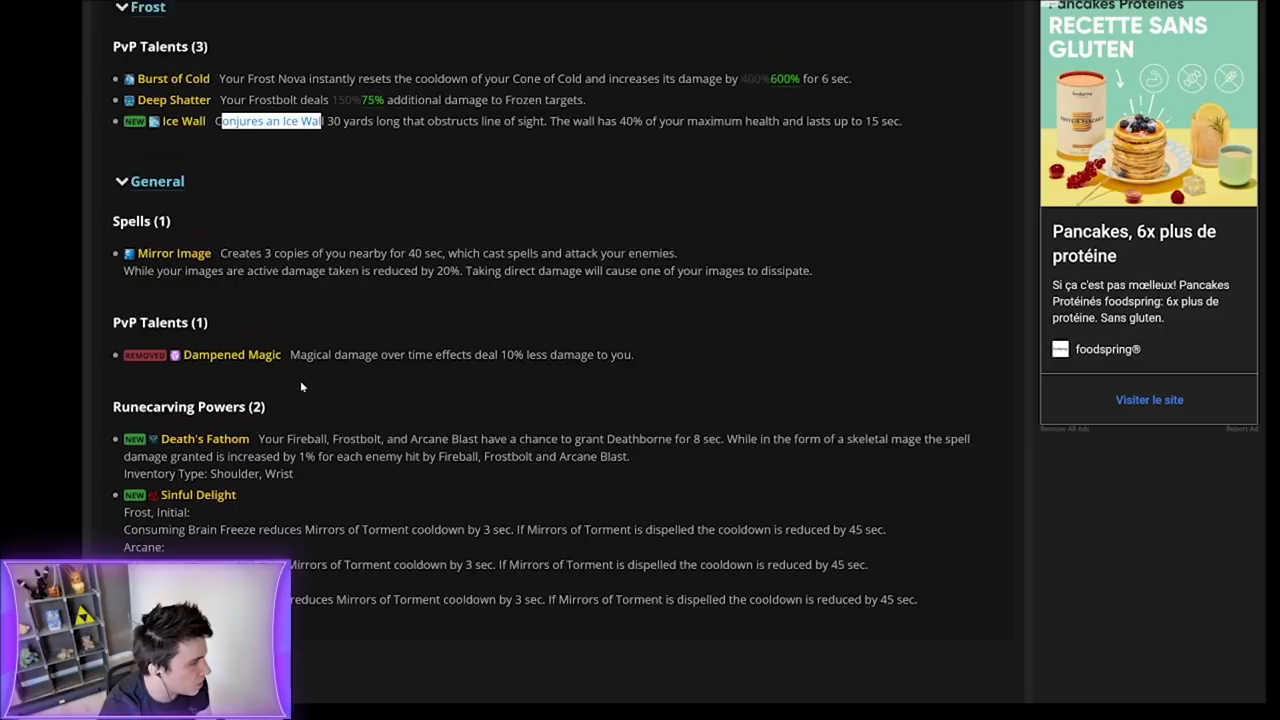 Frost
PvP Talents (3)
Burst of Cold Your Frost Nova instantly resets the cooldown of your Cone of Cold and increases its damage by 400%600% for 6 sec.
Deep Shatter Your Frostbolt deals 150%75% additional damage to Frozen targets.
NEW Ice Wall Conjures an Ice Wall 30 yards long that obstructs line of sight. The wall has 40% of your maximum health and lasts up to 15 sec.
General
Spells (1)
Mirror Image Creates 3 copies of you nearby for 40 sec, which cast spells and attack your enemies.
While your images are active damage taken is reduced by 20%. Taking direct damage will cause one of your images to dissipate.
PvP Talents (1)
REMOVED Dampened Magic Magical damage over time effects deal 10% less damage to you.
Runecarving Powers (2)
NEW Death's Fathom Your Fireball, Frostbolt, and Arcane Blast have a chance to grant Deathborne for 8 sec. While in the form of a skeletal mage the spell
damage granted is increased by 1% for each enemy hit by Fireball, Frostbolt and Arcane Blast.
Inventory Type: Shoulder, Wrist
NEW Sinful Delight
Frost, Initial:
Consuming Brain Freeze reduces Mirrors of Torment cooldown by 3 sec. If Mirrors of Torment is dispelled the cooldown is reduced by 45 sec.
Arcane:
Mirrors of Torment cooldown by 3 sec. If Mirrors of Torment is dispelled the cooldown is reduced by 45 sec.
reduces Mirrors of Torment cooldown by 3 sec. If Mirrors of Torment is dispelled the cooldown is reduced by 45 sec.
Pancakes Protéinés
RECETTE SANS
GLUTEN
foodspring
PROTEIN PANCAKES
Pancakes, 6x plus de
protéine
Si ça c'est pas mœlleux! Pancakes
Protéinés foodspring: 6x plus de
protéine. Sans gluten.
foodspring®
Visiter le site
Remove All Ads
Report Ad